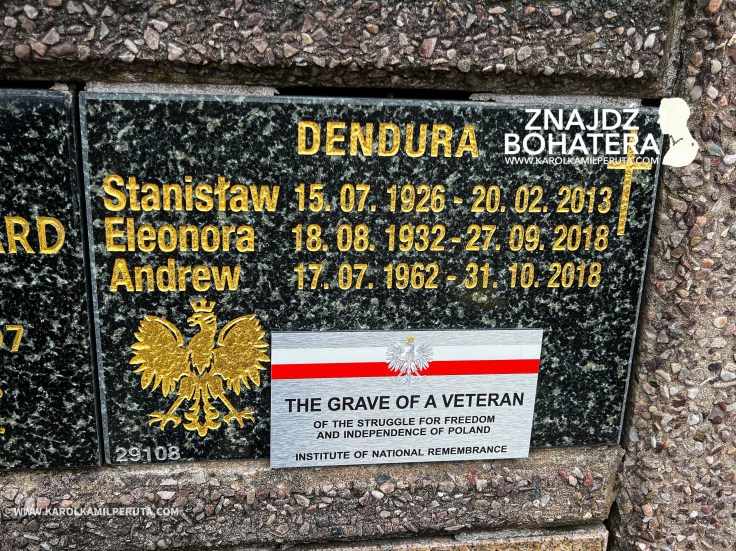 ZNAJDŹ
BOHATERA
WWW.KAROLKAMILPERUTA.COM
DENDURA
Stanisław 15. 07. 1926 - 20. 02. 2013
Eleonora 18. 08. 1932 - 27. 09. 2018
Andrew 17. 07. 1962 - 31. 10. 2018
ARD
THE GRAVE OF A VETERAN
OF THE STRUGGLE FOR FREEDOM
AND INDEPENDENCE OF POLAND
INSTITUTE OF NATIONAL REMEMBRANCE
29108
© WWW.KAROLKAMILPERUTA.COM